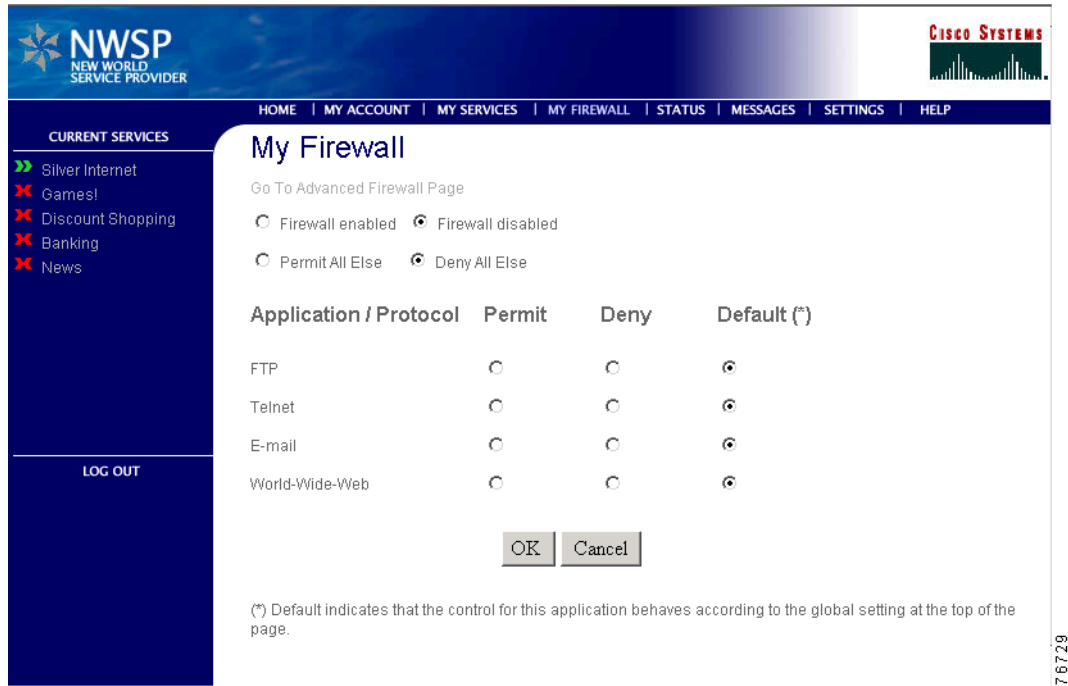 NWSP
NEW WORLD
SERVICE PROVIDER
CISCO SYSTEMS
HOME | MY ACCOUNT | MY SERVICES | MY FIREWALL | STATUS | MESSAGES | SETTINGS | HELP
CURRENT SERVICES
Silver Internet
Games!
Discount Shopping
Banking
News
LOG OUT
My Firewall
Go To Advanced Firewall Page
Firewall enabled Firewall disabled
Permit All Else Deny All Else
Application / Protocol Permit Deny Default (*)
FTP
Telnet
E-mail
World-Wide-Web
OK Cancel
(*) Default indicates that the control for this application behaves according to the global setting at the top of the
page.
76729